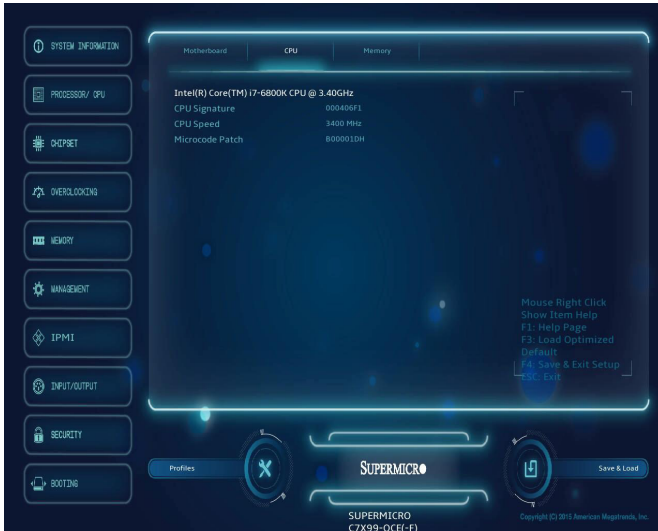 SYSTEM INFORMATION
PROCESSOR/ CPU
CHIPSET
OVERCLOCKING
MEMORY
MANAGEMENT
IPMI
INPUT/OUTPUT
SECURITY
BOOTING
Motherboard CPU Memory
Intel(R) Core(TM) i7-6800K CPU @ 3.40GHz
CPU Signature 000406F1
CPU Speed 3400 MHz
Microcode Patch B00001DH
Mouse Right Click
Show Item Help
F1: Help Page
F3: Load Optimized
Default
F4: Save & Exit Setup
ESC: Exit
Profiles
SUPERMICRO
Save & Load
SUPERMICRO
C7X99-OCE(-F)
Copyright (C) 2015 American Megatrends, Inc.